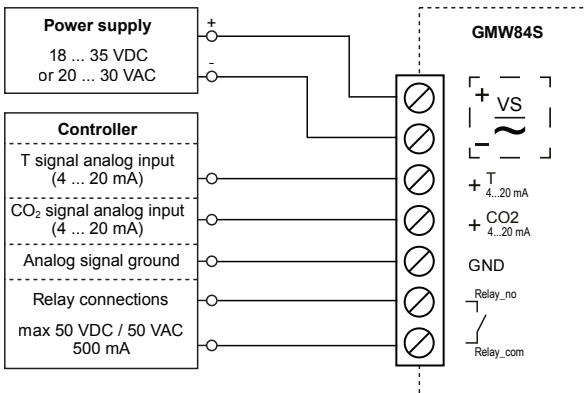 Power supply
18 ... 35 VDC
or 20 ... 30 VAC
+
-
Controller
T signal analog input
(4 ... 20 mA)
CO₂ signal analog input
(4 ... 20 mA)
Analog signal ground
Relay connections
max 50 VDC / 50 VAC
500 mA
GMW84S
+ VS
~
-
+ T
4...20 mA
+ CO2
4...20 mA
GND
Relay_no
Relay_com